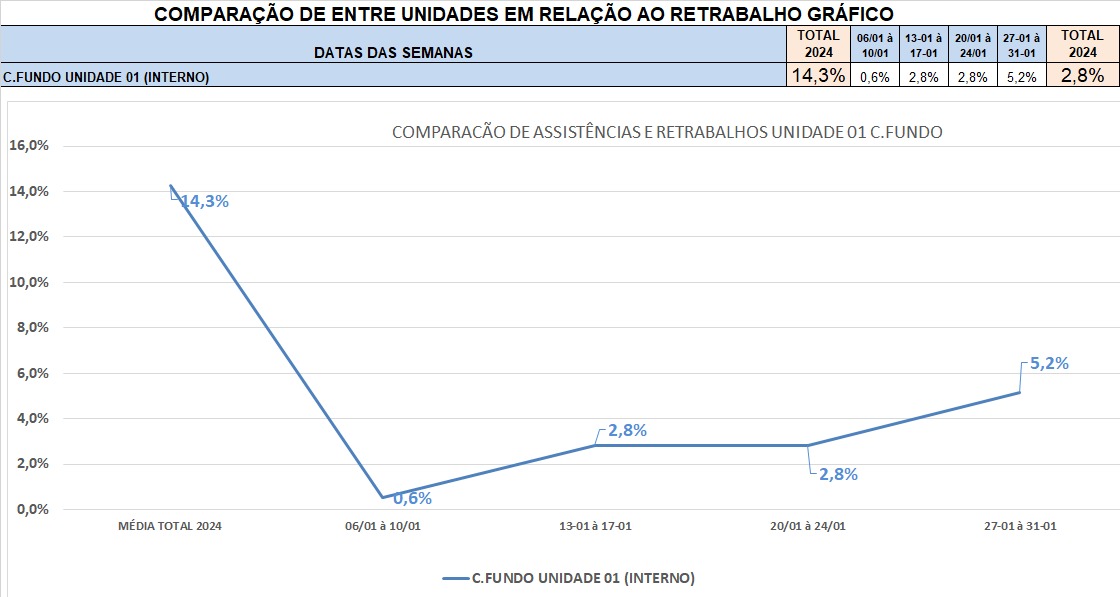 COMPARAÇÃO DE ENTRE UNIDADES EM RELAÇÃO AO RETRABALHO GRÁFICO
DATAS DAS SEMANAS
TOTAL 2024
06/01 à 10/01
13-01 à 17-01
20/01 à 24/01
27-01 à 31-01
TOTAL 2024
C.FUNDO UNIDADE 01 (INTERNO) 14,3% 0,6% 2,8% 2,8% 5,2% 2,8%
COMPARACÃO DE ASSISTÊNCIAS E RETRABALHOS UNIDADE 01 C.FUNDO
16,0%
14,0%
12,0%
10,0%
8,0%
6,0%
4,0%
2,0%
0,0%
14,3%
0,6%
2,8%
2,8%
5,2%
MÉDIA TOTAL 2024
06/01 à 10/01
13-01 à 17-01
20/01 à 24/01
27-01 à 31-01
C.FUNDO UNIDADE 01 (INTERNO)